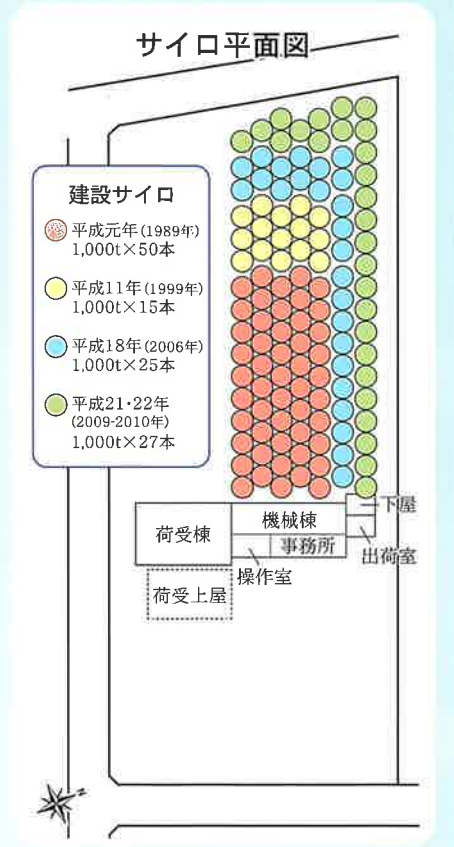 サイロ平面図
建設サイロ
平成元年(1989年)
1,000t×50本
平成11年(1999年)
1,000t×15本
平成18年(2006年)
1,000t×25本
平成21・22年
(2009-2010年)
1,000t×27本
下屋
機械棟
荷受棟
事務所
出荷室
操作室
荷受上屋
N